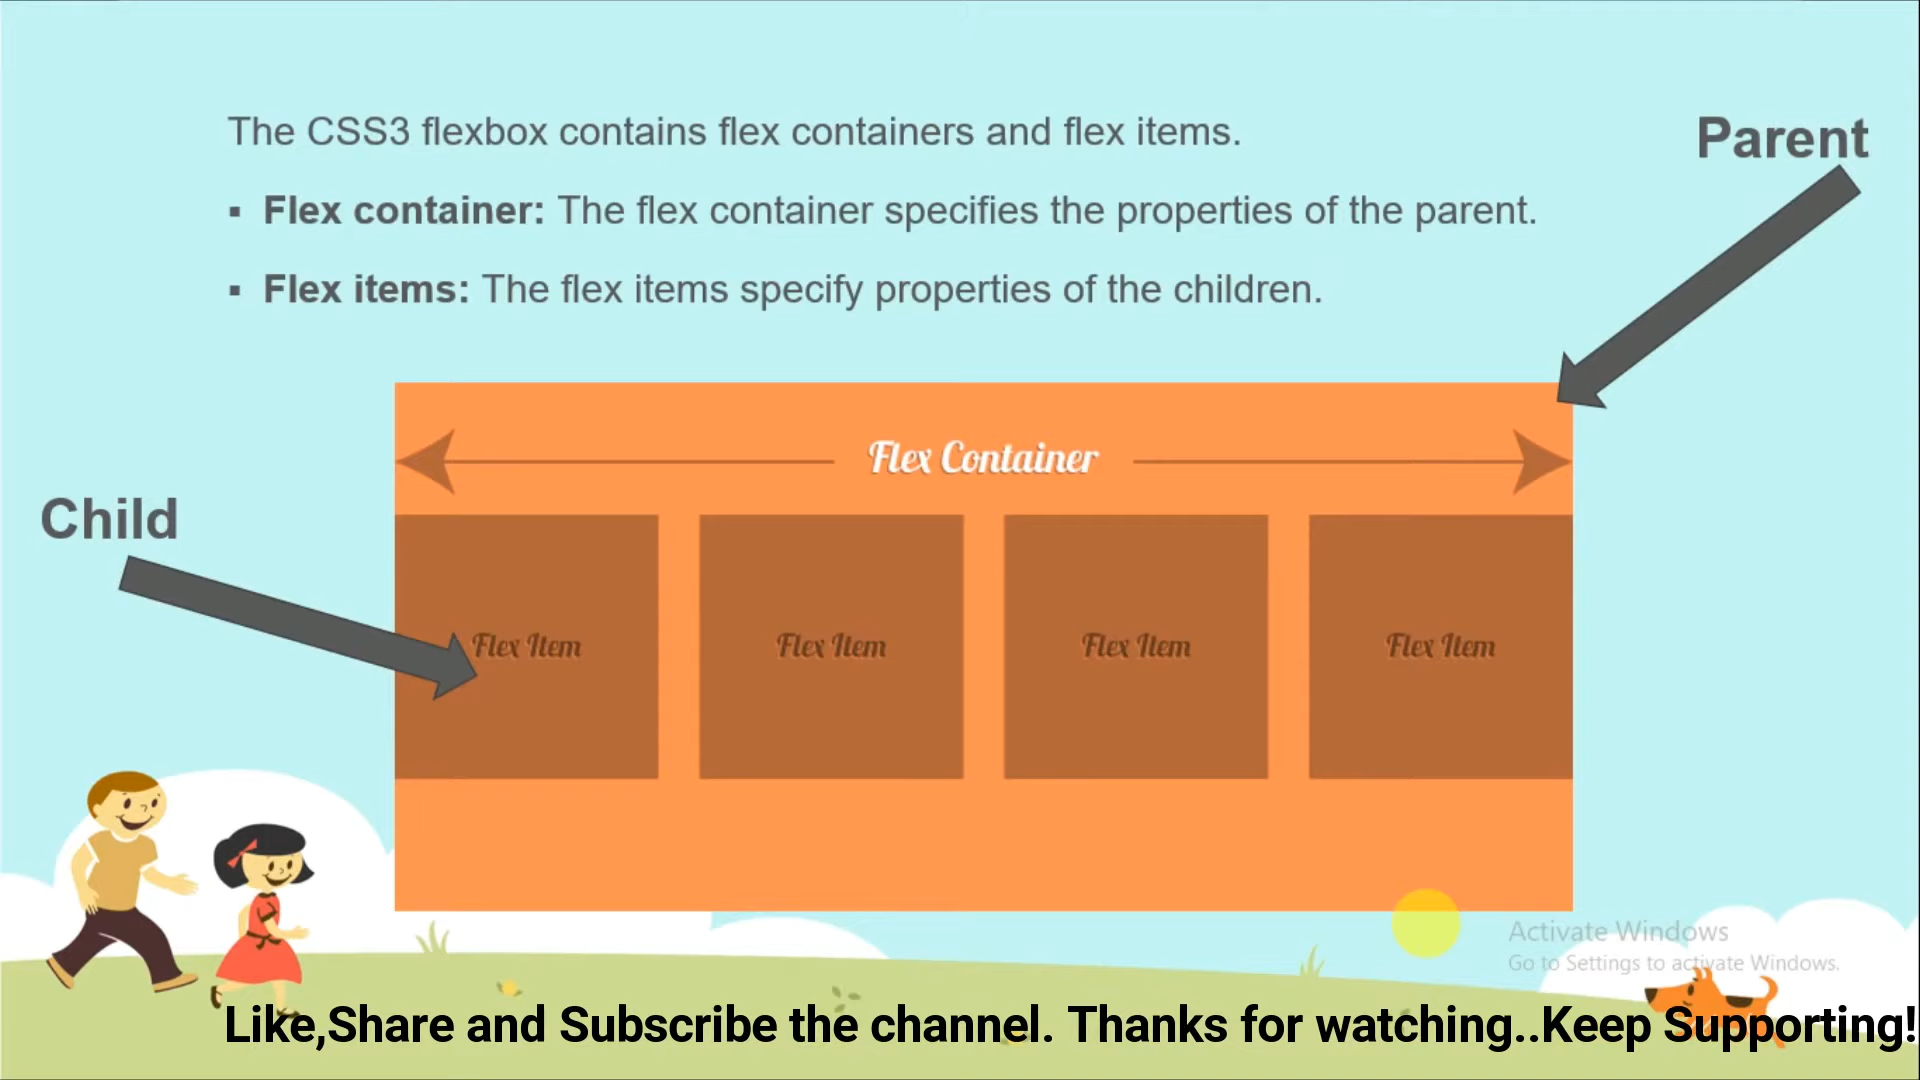 The CSS3 flexbox contains flex containers and flex items.
Parent
▪ Flex container: The flex container specifies the properties of the parent.
▪ Flex items: The flex items specify properties of the children.
Flex Container
Child
Flex Item Flex Item Flex Item Flex Item
Activate Windows
Go to Settings to activate Windows.
Like,Share and Subscribe the channel. Thanks for watching..Keep Supporting!